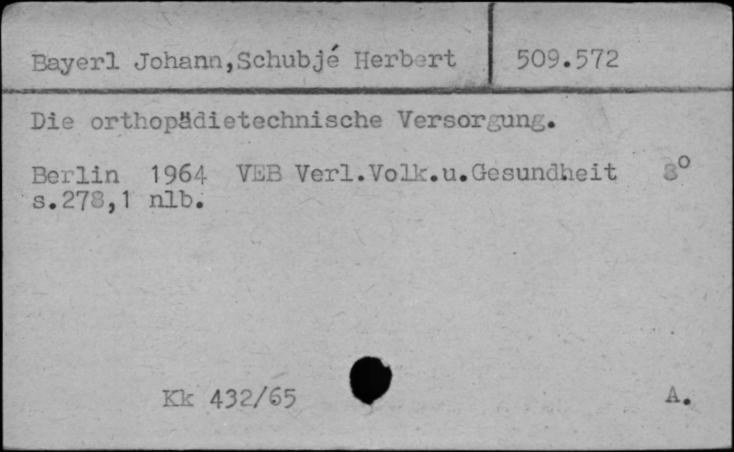 Bayerl Johann,Schubjé Herbert 509.572
Die orthopädietechnische Versorgung.
Berlin 1964 VEB Verl.Volk.u.Gesundheit 8°
s.278,1 nlb.
Kk 432/65 A.